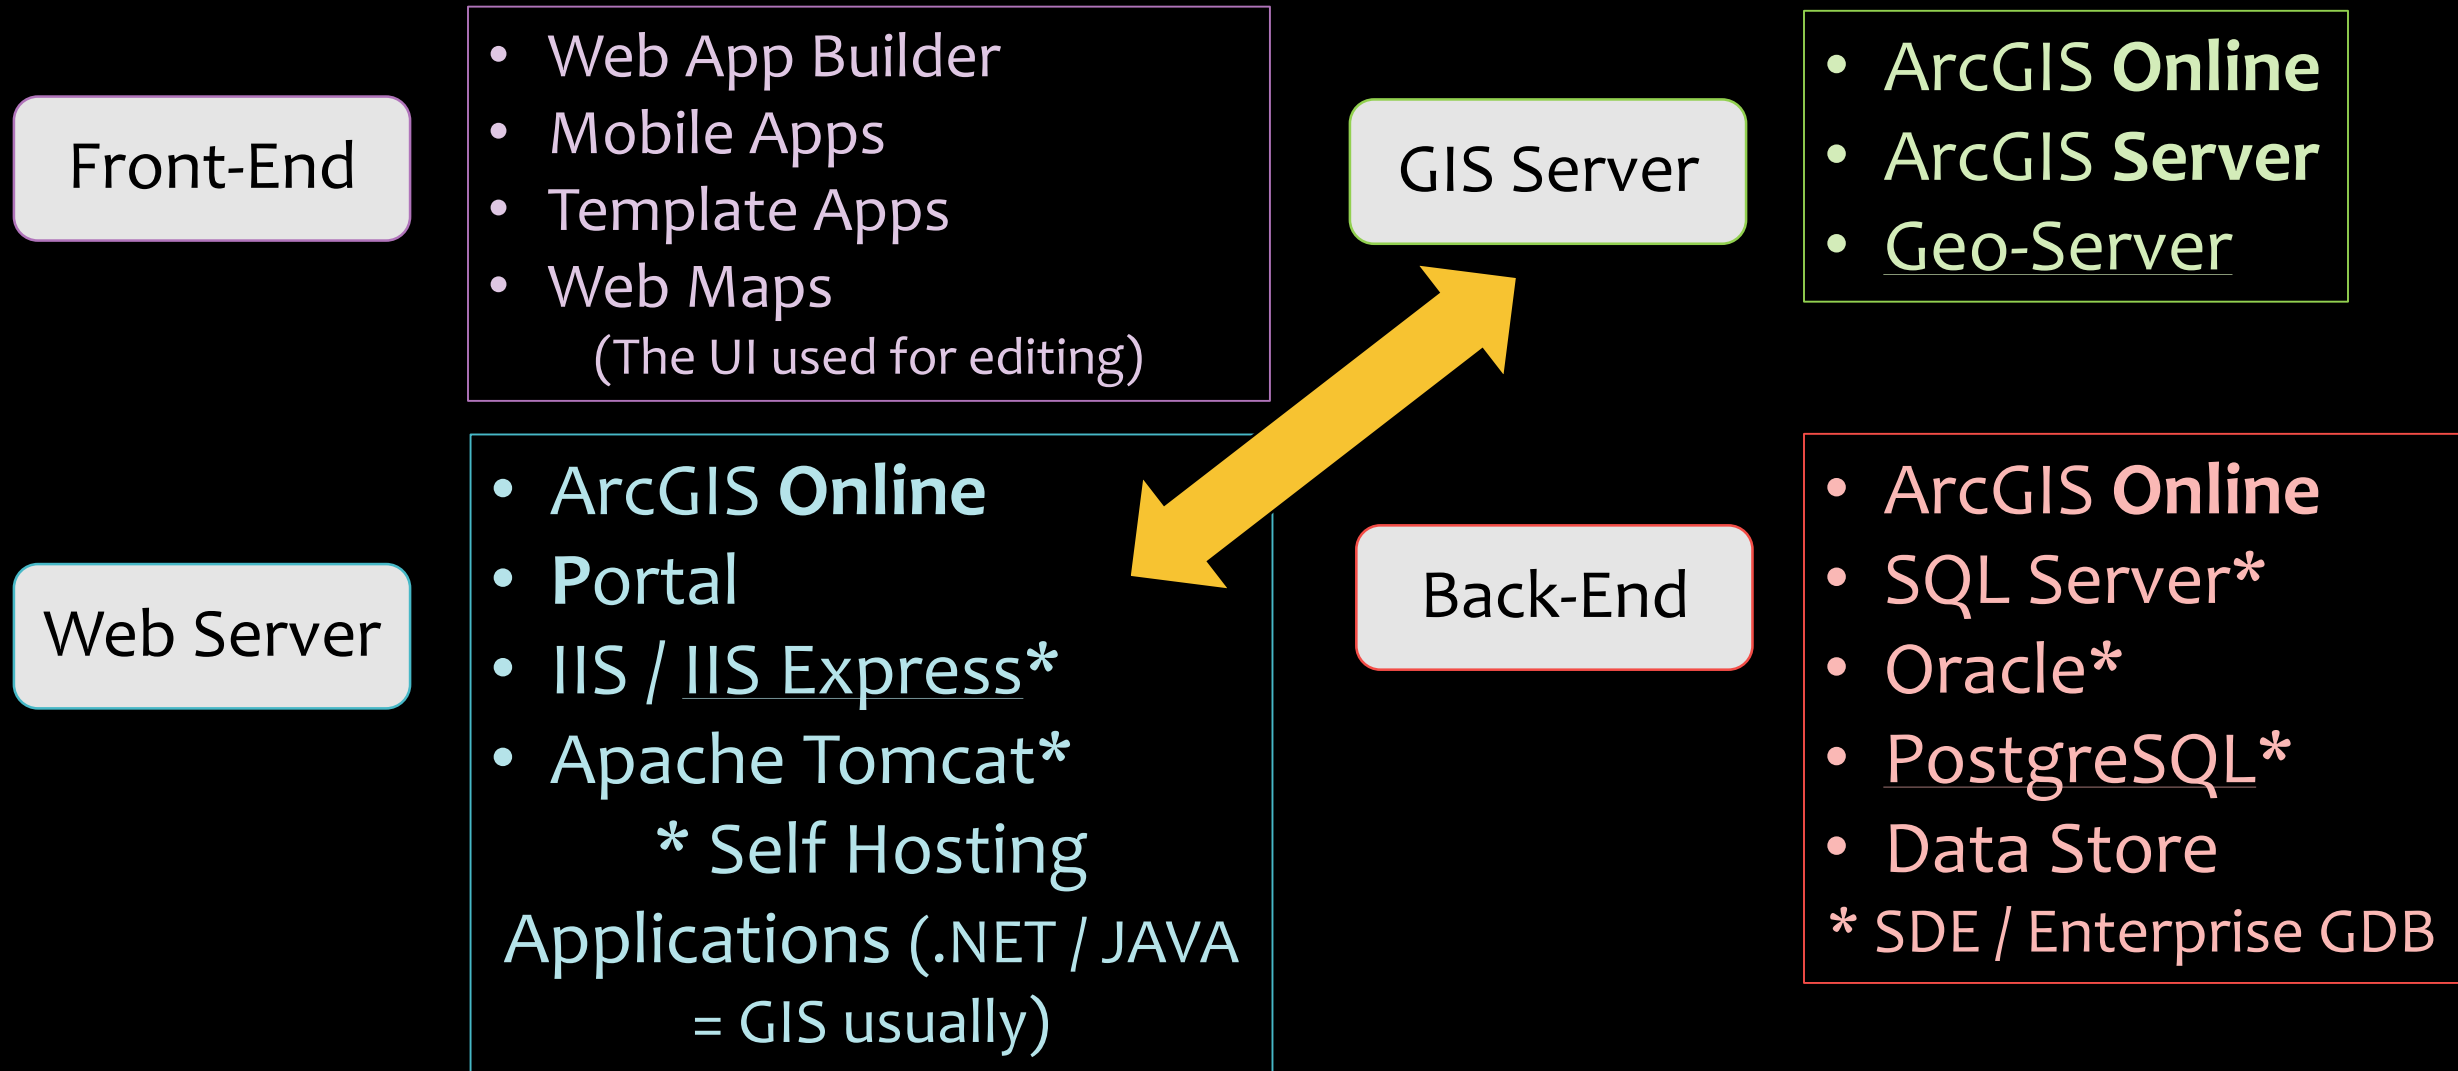 Front-End
• Web App Builder
• Mobile Apps
• Template Apps
• Web Maps
(The UI used for editing)
GIS Server
• ArcGIS Online
• ArcGIS Server
• Geo-Server
Web Server
• ArcGIS Online
• Portal
• IIS / IIS Express*
• Apache Tomcat*
* Self Hosting
Applications (.NET / JAVA
= GIS usually)
Back-End
• ArcGIS Online
• SQL Server*
• Oracle*
• PostgreSQL*
• Data Store
* SDE / Enterprise GDB